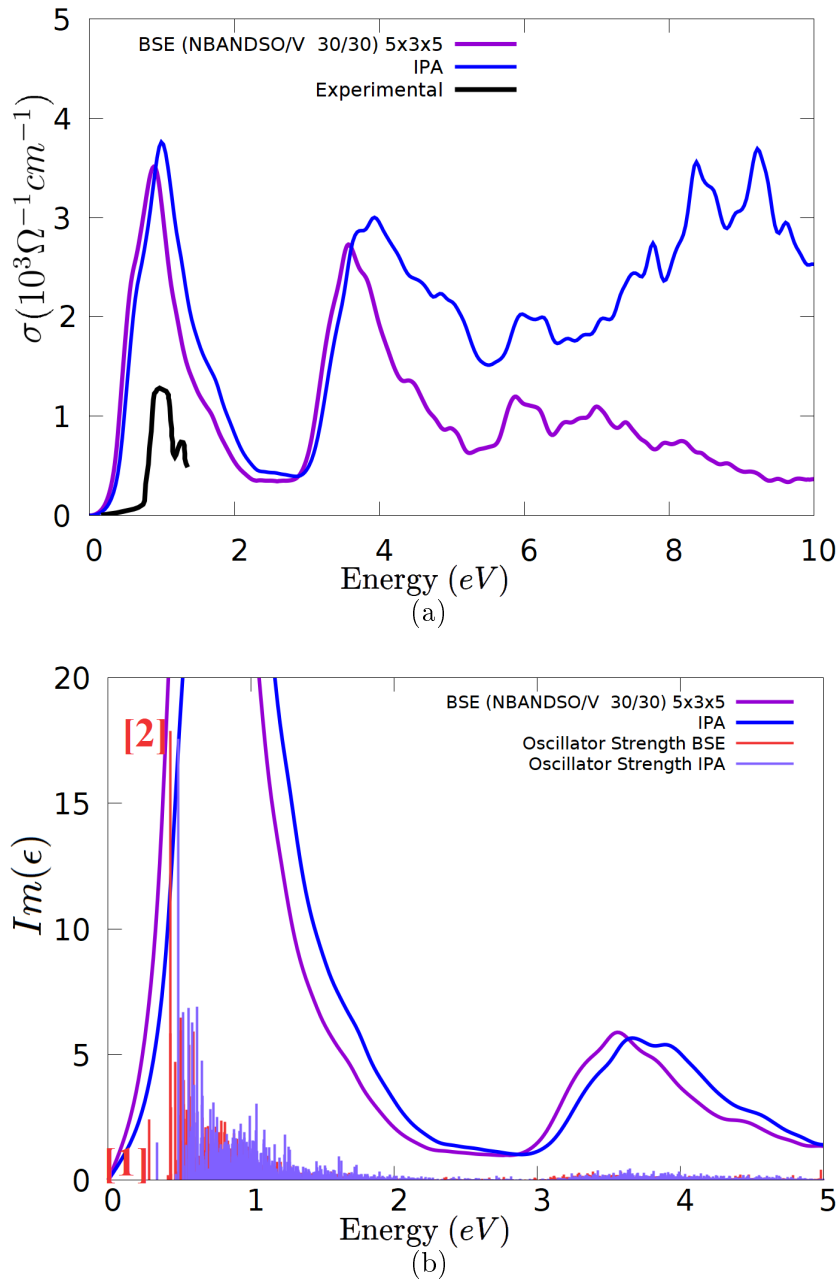 BSE (NBANDSO/V 30/30) 5x3x5
IPA
Experimental
5
4
3
2
1
0
σ(10³Ω⁻¹cm⁻¹)
0 2 4 6 8 10
Energy (eV)
(a)
BSE (NBANDSO/V 30/30) 5x3x5
IPA
Oscillator Strength BSE
Oscillator Strength IPA
20
15
10
5
0
Im(ϵ)
[2]
[1]
0 1 2 3 4 5
Energy (eV)
(b)